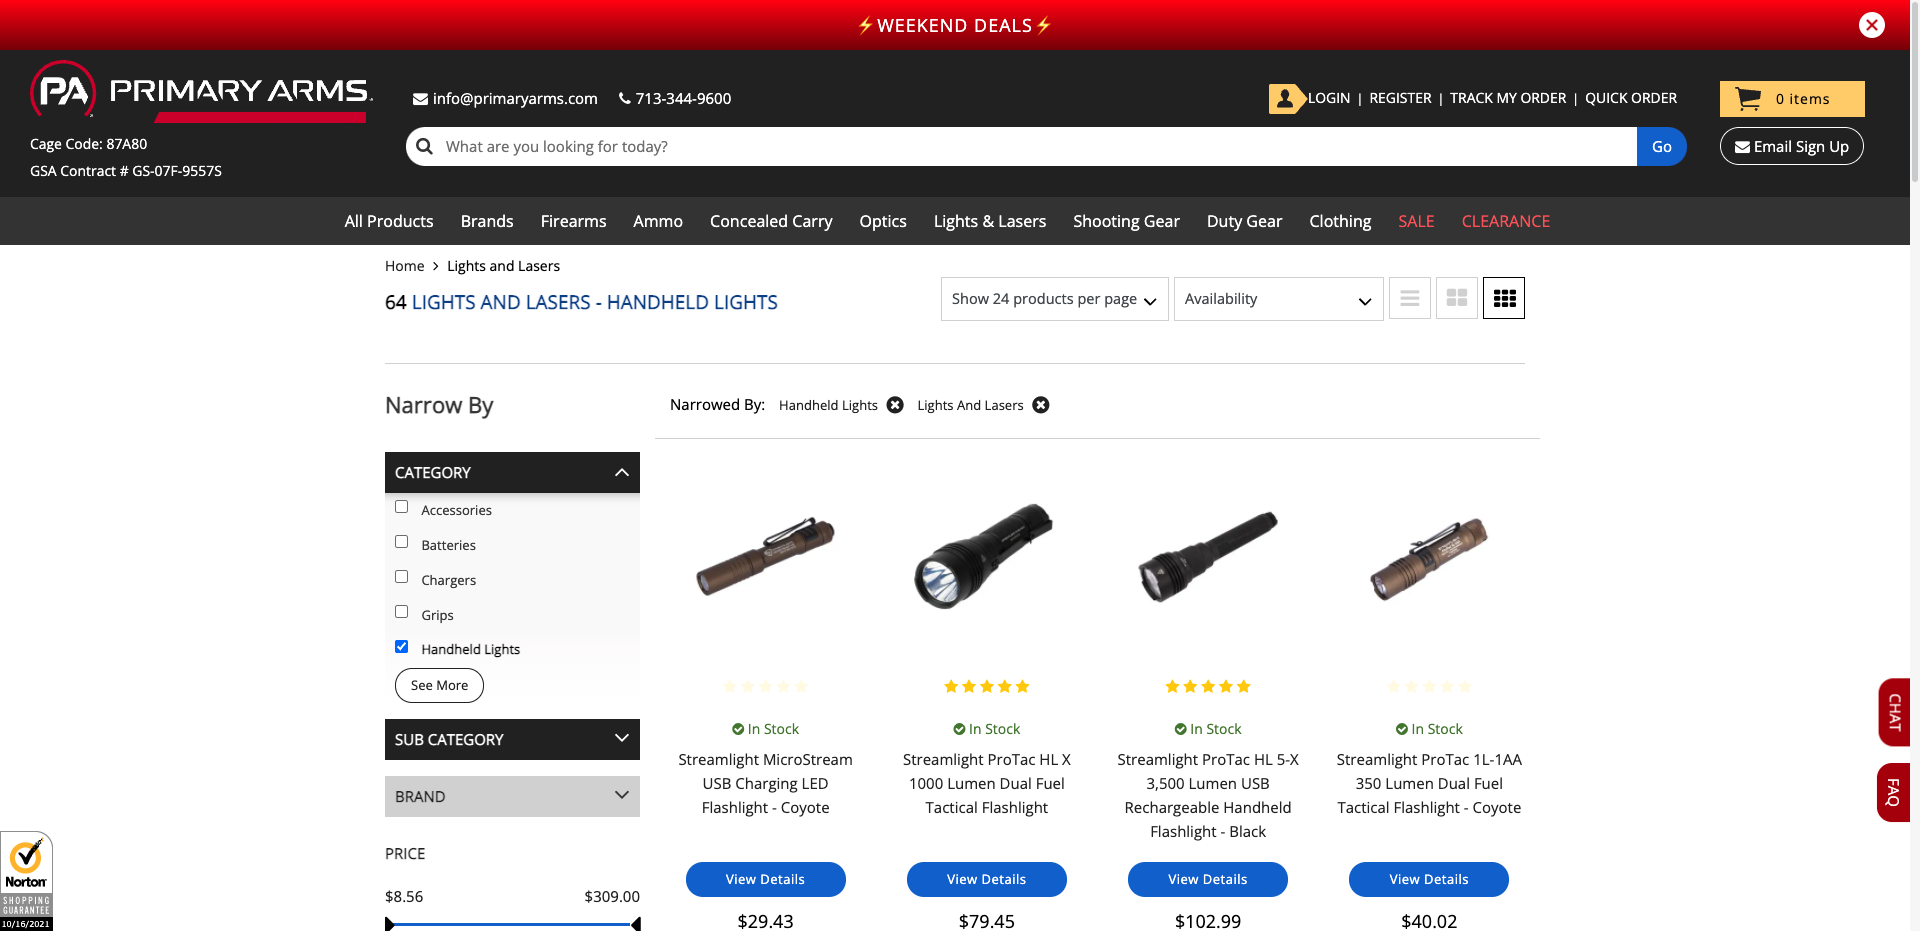 ⚡WEEKEND DEALS⚡
PA PRIMARY ARMS
info@primaryarms.com 713-344-9600
LOGIN | REGISTER | TRACK MY ORDER | QUICK ORDER
0 items
Cage Code: 87A80
GSA Contract # GS-07F-9557S
What are you looking for today?
Go
Email Sign Up
All Products Brands Firearms Ammo Concealed Carry Optics Lights & Lasers Shooting Gear Duty Gear Clothing SALE CLEARANCE
Home > Lights and Lasers
64 LIGHTS AND LASERS - HANDHELD LIGHTS
Show 24 products per page
Availability
Narrow By
Narrowed By: Handheld Lights Lights And Lasers
CATEGORY
Accessories
Batteries
Chargers
Grips
Handheld Lights
See More
SUB CATEGORY
BRAND
PRICE
$8.56 $309.00
In Stock
Streamlight MicroStream
USB Charging LED
Flashlight - Coyote
View Details
$29.43
In Stock
Streamlight ProTac HL X
1000 Lumen Dual Fuel
Tactical Flashlight
View Details
$79.45
In Stock
Streamlight ProTac HL 5-X
3,500 Lumen USB
Rechargeable Handheld
Flashlight - Black
View Details
$102.99
In Stock
Streamlight ProTac 1L-1AA
350 Lumen Dual Fuel
Tactical Flashlight - Coyote
View Details
$40.02
CHAT
FAQ
Norton
SHOPPING
GUARANTEE
10/16/2021